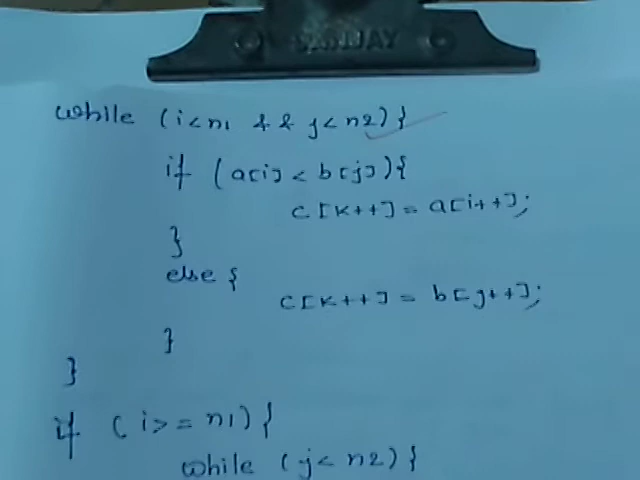 SANJAY
while (i<n1 && j<n2) {
if (a[i] < b[j]) {
c[k++] = a[i++];
}
else {
c[k++] = b[j++];
}
}
if (i>=n1) {
while (j<n2) {